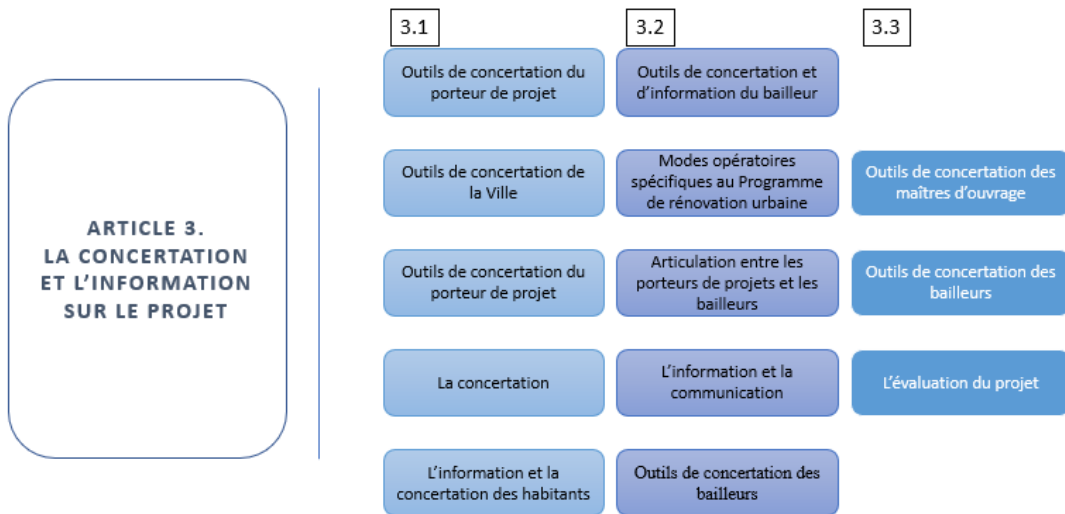 3.1
3.2
3.3
ARTICLE 3.
LA CONCERTATION
ET L'INFORMATION
SUR LE PROJET
Outils de concertation du
porteur de projet
Outils de concertation et
d'information du bailleur
Outils de concertation de
la Ville
Modes opératoires
spécifiques au Programme
de rénovation urbaine
Outils de concertation des
maîtres d'ouvrage
Outils de concertation du
porteur de projet
Articulation entre les
porteurs de projets et les
bailleurs
Outils de concertation des
bailleurs
La concertation
L'information et la
communication
L'évaluation du projet
L'information et la
concertation des habitants
Outils de concertation des
bailleurs